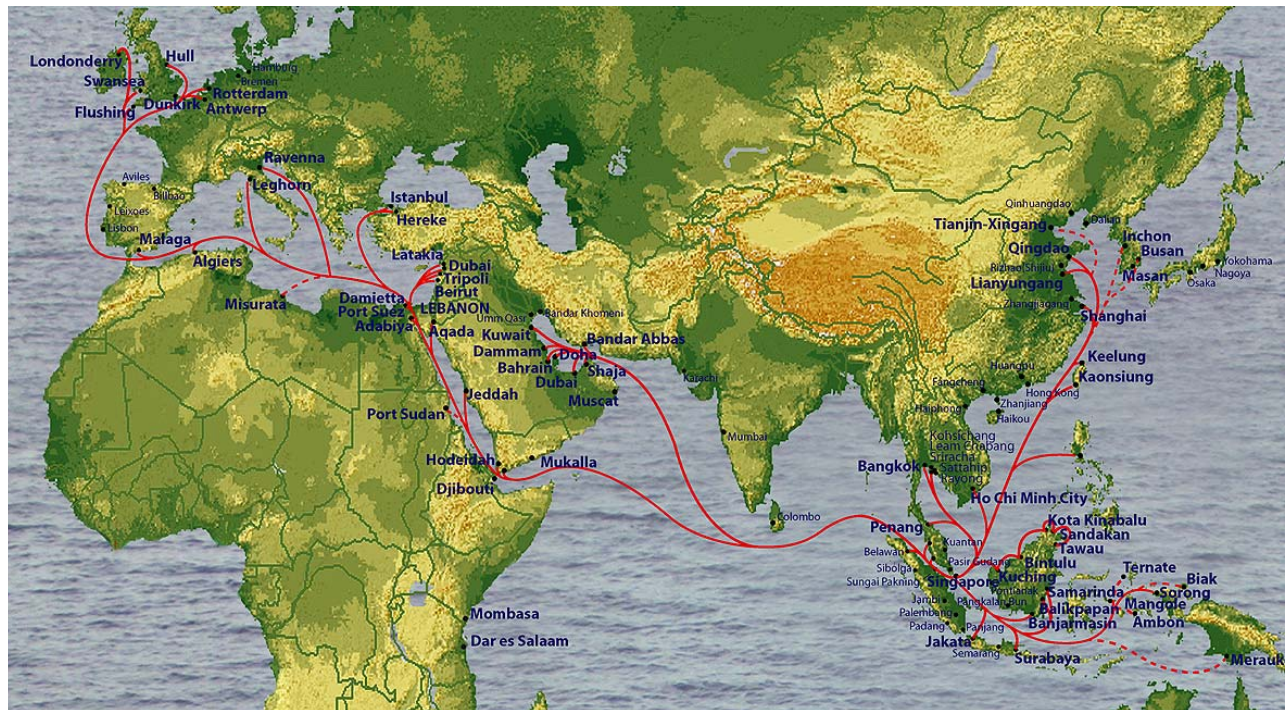 Londonderry
Hull
Swansea
Hamburg
Bremen
Rotterdam
Flushing
Dunkirk
Antwerp
Ravenna
Leghorn
Aviles
Bilbao
Leixoes
Lisbon
Malaga
Algiers
Istanbul
Hereke
Latakia
Dubai
Tripoli
Beirut
LEBANON
Misurata
Damietta
Port Suez
Adabiya
Aqada
Umm Qasr
Bandar Khomeni
Kuwait
Bandar Abbas
Dammam
Doha
Bahrain
Shaja
Dubai
Muscat
Karachi
Jeddah
Port Sudan
Hodeidah
Mukalla
Djibouti
Mumbai
Colombo
Mombasa
Dar es Salaam
Qinhuangdao
Tianjin-Xingang
Dalian
Qingdao
Inchon
Busan
Rizhao(Shijiu)
Masan
Yokohama
Nagoya
Osaka
Lianyungang
Zhangjiagang
Shanghai
Keelung
Kaonsiung
Huangpu
Fangcheng
Hong Kong
Zhanjiang
Haiphong
Haikou
Kohsichang
Leam Chabang
Sriracha
Bangkok
Sattahip
Rayong
Ho Chi Minh City
Penang
Kuantan
Kota Kinabalu
Sandakan
Tawau
Belawan
Pasir Gudang
Bintulu
Sibolga
Sungai Pakning
Singapore
Kuching
Pontianak
Ternate
Biak
Sorong
Samarinda
Jambi
Pangkalan Bun
Balikpapan
Mangole
Palembang
Banjarmasin
Ambon
Padang
Panjang
Jakata
Semarang
Surabaya
Merauk